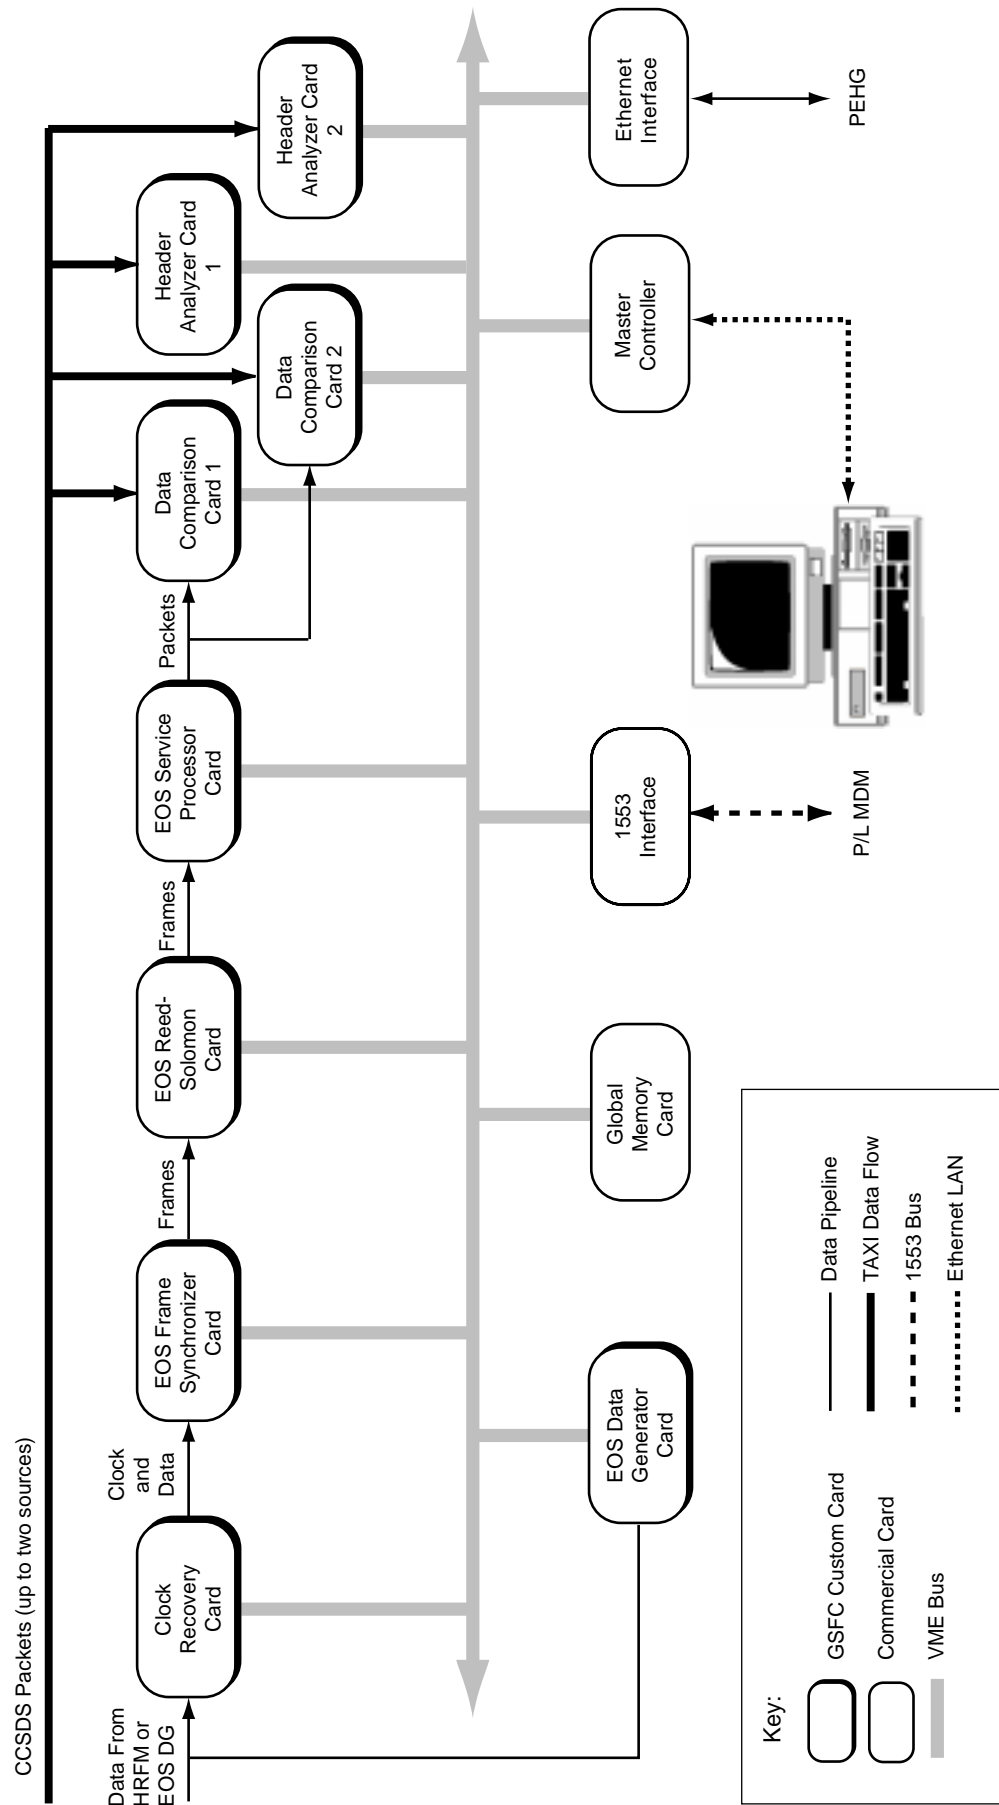 CCSDS Packets (up to two sources)
Data From
HRFM or
EOS DG
Clock
Recovery
Card
Clock
and
Data
EOS Frame
Synchronizer
Card
Frames
EOS Reed-
Solomon
Card
Frames
EOS Service
Processor
Card
Packets
Data
Comparison
Card 1
Data
Comparison
Card 2
Header
Analyzer Card
1
Header
Analyzer Card
2
EOS Data
Generator
Card
Global
Memory
Card
1553
Interface
P/L MDM
Master
Controller
Ethernet
Interface
PEHG
Key:
GSFC Custom Card
Commercial Card
VME Bus
Data Pipeline
TAXI Data Flow
1553 Bus
Ethernet LAN